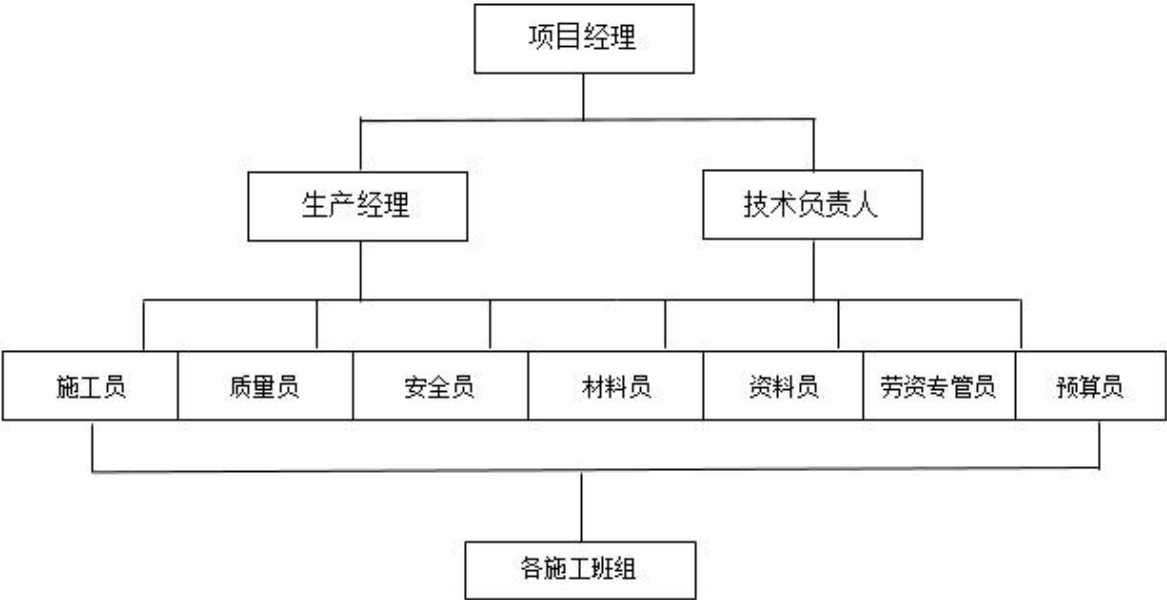 项目经理
生产经理
技术负责人
施工员
质量员
安全员
材料员
资料员
劳资专管员
预算员
各施工班组